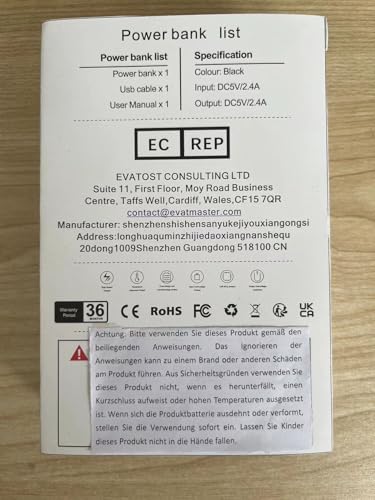 Power bank list
Power bank list Specification
Power bank x 1 Colour: Black
Usb cable x 1 Input: DC5V/2.4A
User Manual x 1 Output: DC5V/2.4A
EC REP
EVATOST CONSULTING LTD
Suite 11, First Floor, Moy Road Business
Centre, Taffs Well,Cardiff, Wales,CF15 7QR
contact@evatmaster.com
Manufacturer: shenzhenshishensanyukejiyouxiangongsi
Address:longhuaquminzhijiedaoxiangnanshequ
20dong1009Shenzhen Guangdong 518100 CN
Warranty Period 36 MONTHS CE RoHS FC UK CA
Achtung: Bitte verwenden Sie dieses Produkt gemäß den
beiliegenden Anweisungen. Das Ignorieren der
Anweisungen kann zu einem Brand oder anderen Schäden
am Produkt führen. Aus Sicherheitsgründen verwenden Sie
dieses Produkt nicht, wenn es herunterfällt, einen
Kurzschluss aufweist oder hohen Temperaturen ausgesetzt
ist. Wenn sich die Produktbatterie ausdehnt oder verformt,
stellen Sie die Verwendung sofort ein. Lassen Sie Kinder
dieses Produkt nicht in die Hände fallen.